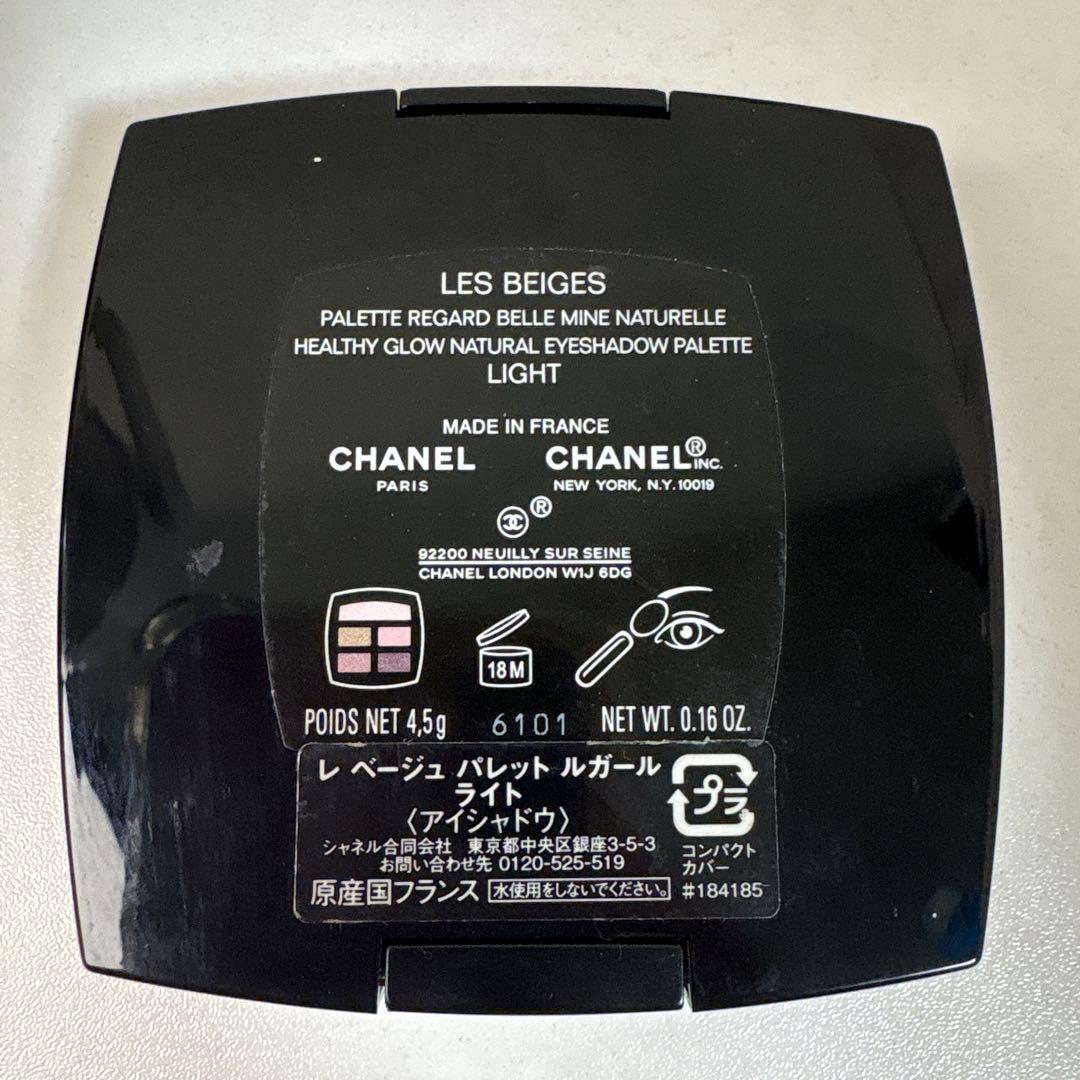 LES BEIGES
PALETTE REGARD BELLE MINE NATURELLE
HEALTHY GLOW NATURAL EYESHADOW PALETTE
LIGHT
MADE IN FRANCE
CHANEL CHANEL® INC.
PARIS NEW YORK, N.Y. 10019
®
92200 NEUILLY SUR SEINE
CHANEL LONDON W1J 6DG
18M
POIDS NET 4,5g 6101 NET WT. 0.16 OZ.
レ ベージュ パレット ルガール
ライト
〈アイシャドウ〉
シャネル合同会社 東京都中央区銀座3-5-3
お問い合わせ先 0120-525-519
原産国フランス 水使用をしないでください。
プラ
コンパクト
カバー
#184185